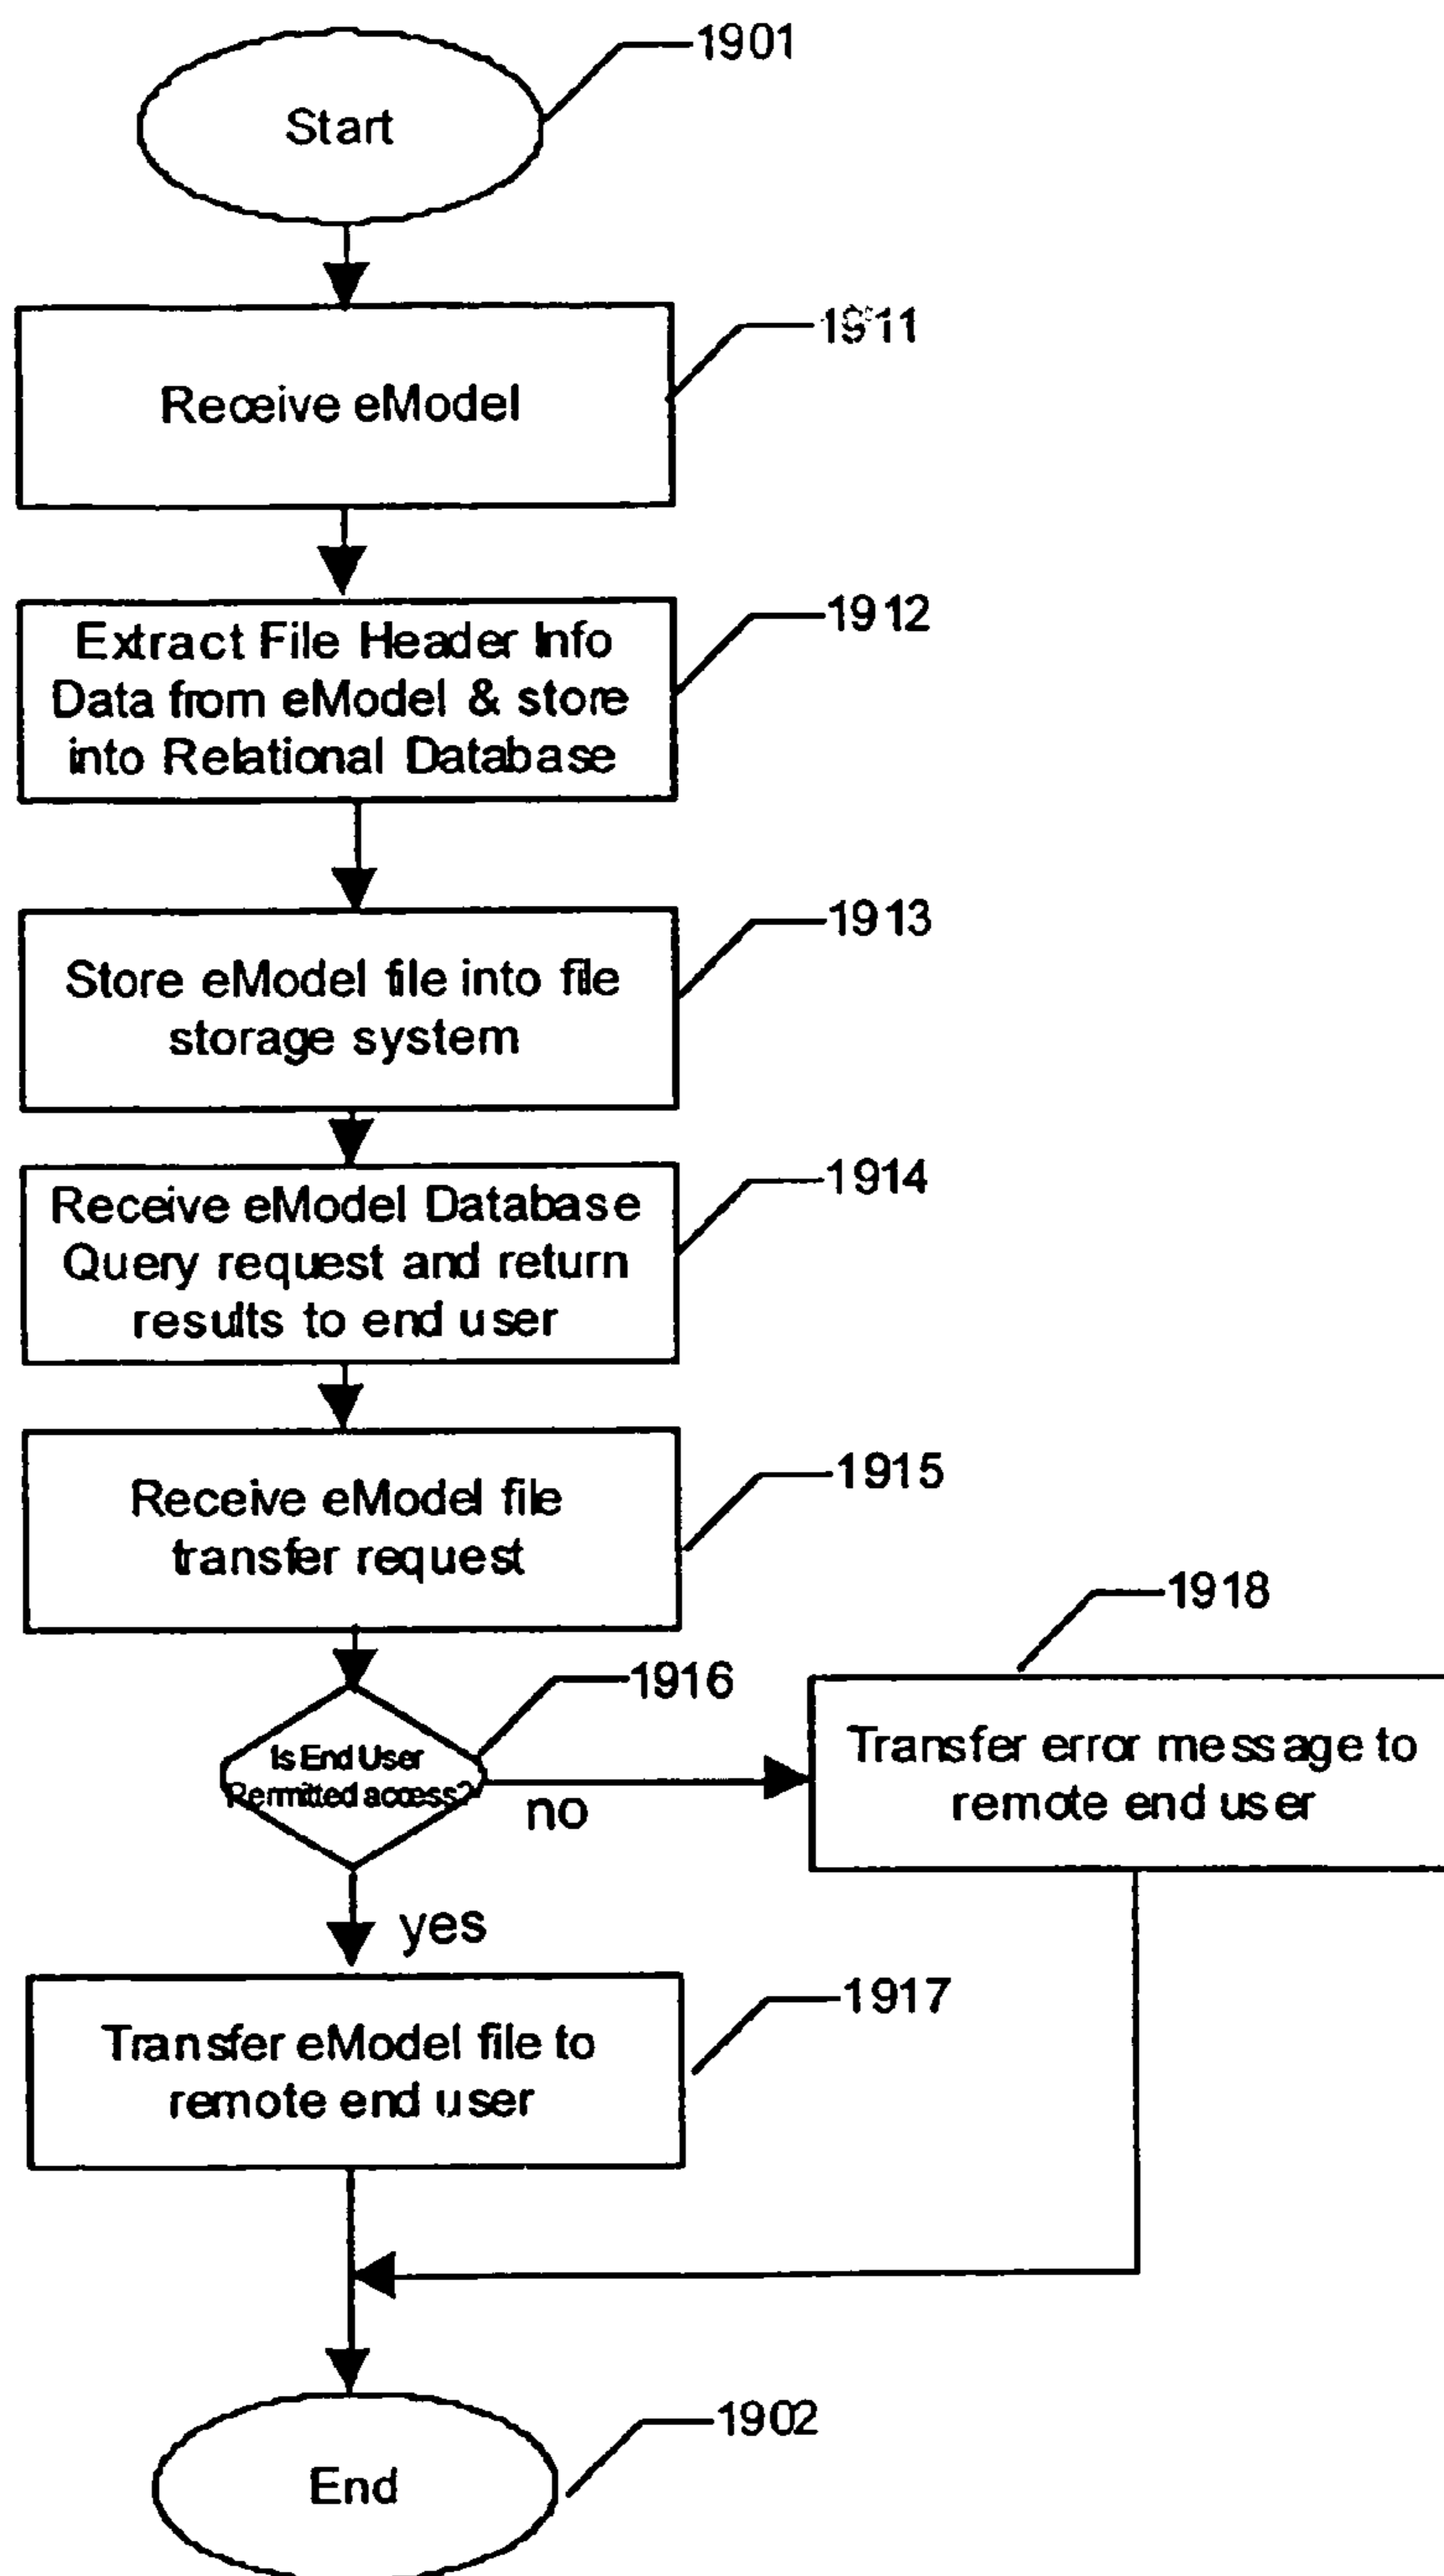 1901
Start
1911
Receive eModel
1912
Extract File Header Info
Data from eModel & store
into Relational Database
1913
Store eModel file into file
storage system
1914
Receive eModel Database
Query request and return
results to end user
1915
Receive eModel file
transfer request
1916
Is End User
Permitted access?
no
1918
Transfer error message to
remote end user
yes
1917
Transfer eModel file to
remote end user
1902
End